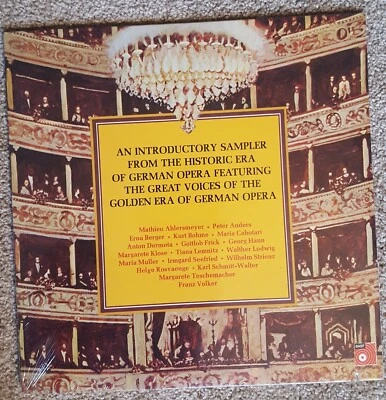 AN INTRODUCTORY SAMPLER
FROM THE HISTORIC ERA
OF GERMAN OPERA FEATURING
THE GREAT VOICES OF THE
GOLDEN ERA OF GERMAN OPERA
Mathieu Ahlersmeyer • Peter Anders
Erna Berger • Kurt Bohme • Maria Cebotari
Anton Dermota • Gottlob Frick • Georg Hann
Margarete Klose • Tiana Lemnitz • Walther Ludwig
Maria Muller • Irmgard Seefried • Wilhelm Strienz
Helge Rosvaenge • Karl Schmitt-Walter
Margarete Teschemacher
Franz Volker